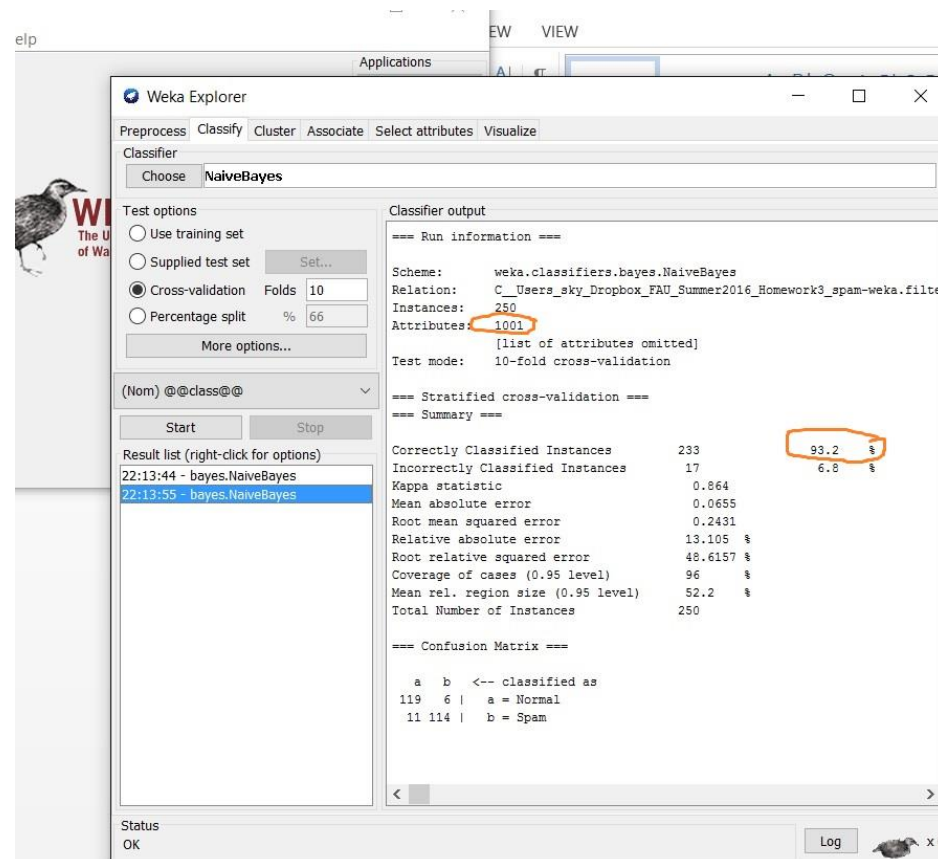 elp
EW VIEW
Applications
Weka Explorer
Preprocess Classify Cluster Associate Select attributes Visualize
Classifier
Choose NaiveBayes
Test options
Use training set
Supplied test set Set...
Cross-validation Folds 10
Percentage split % 66
More options...
(Nom) @@class@@
Start Stop
Result list (right-click for options)
22:13:44 - bayes.NaiveBayes
22:13:55 - bayes.NaiveBayes
Classifier output
=== Run information ===
Scheme: weka.classifiers.bayes.NaiveBayes
Relation: C__Users_sky_Dropbox_FAU_Summer2016_Homework3_spam-weka.filte
Instances: 250
Attributes: 1001
[list of attributes omitted]
Test mode: 10-fold cross-validation
=== Stratified cross-validation ===
=== Summary ===
Correctly Classified Instances 233 93.2 %
Incorrectly Classified Instances 17 6.8 %
Kappa statistic 0.864
Mean absolute error 0.0655
Root mean squared error 0.2431
Relative absolute error 13.105 %
Root relative squared error 48.6157 %
Coverage of cases (0.95 level) 96 %
Mean rel. region size (0.95 level) 52.2 %
Total Number of Instances 250
=== Confusion Matrix ===
a b <-- classified as
119 6 | a = Normal
11 114 | b = Spam
WE
The U
of Wa
Status
OK
Log
x